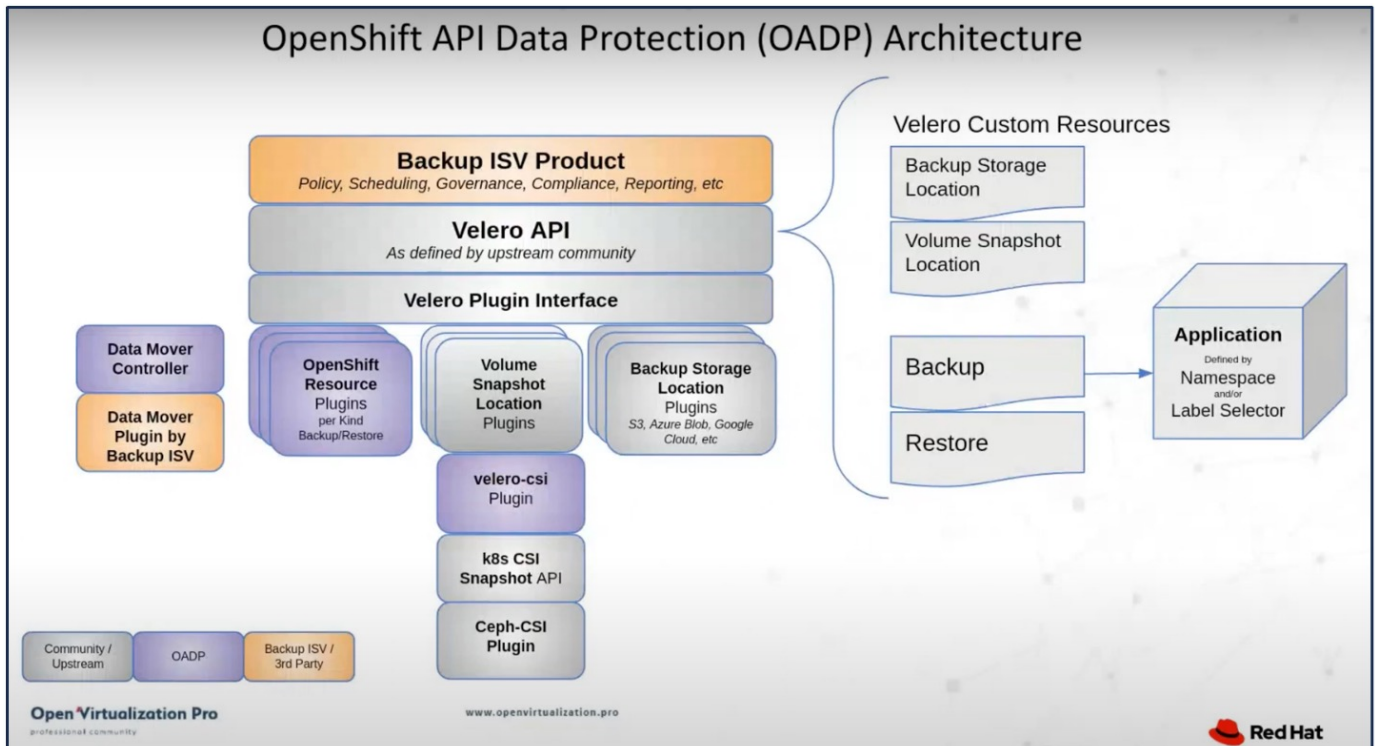 OpenShift API Data Protection (OADP) Architecture
Backup ISV Product
Policy, Scheduling, Governance, Compliance, Reporting, etc
Velero API
As defined by upstream community
Velero Plugin Interface
Data Mover
Controller
Data Mover
Plugin by
Backup ISV
OpenShift
Resource
Plugins
per Kind
Backup/Restore
Volume
Snapshot
Location
Plugins
Backup Storage
Location
Plugins
S3, Azure Blob, Google
Cloud, etc
velero-csi
Plugin
k8s CSI
Snapshot API
Ceph-CSI
Plugin
Velero Custom Resources
Backup Storage
Location
Volume Snapshot
Location
Backup
Restore
Application
Defined by
Namespace
and/or
Label Selector
Community /
Upstream
OADP
Backup ISV /
3rd Party
Open Virtualization Pro
professional community
www.openvirtualization.pro
Red Hat